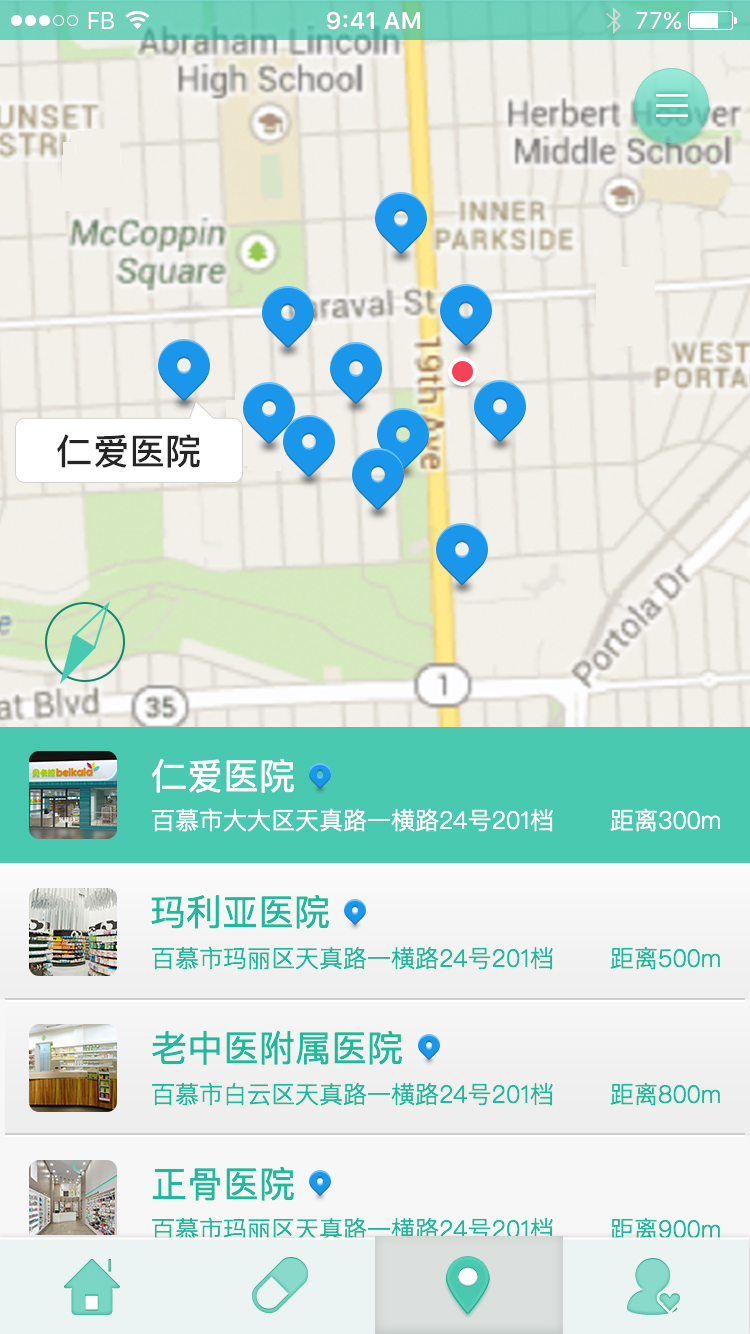 FB 9:41 AM 77%
Abraham Lincoln
High School
UNSET
Herbert Hoover
Middle School
INNER
PARKSIDE
McCoppin
Square
araval St
19th Ave
WEST
PORTA
仁爱医院
Portola Dr
1
at Blvd
35
仁爱医院
beikala
百慕市大大区天真路一横路24号201档 距离300m
玛利亚医院
百慕市玛丽区天真路一横路24号201档 距离500m
老中医附属医院
百慕市白云区天真路一横路24号201档 距离800m
正骨医院
百慕市玛丽区天真路一横路24号201档 距离900m